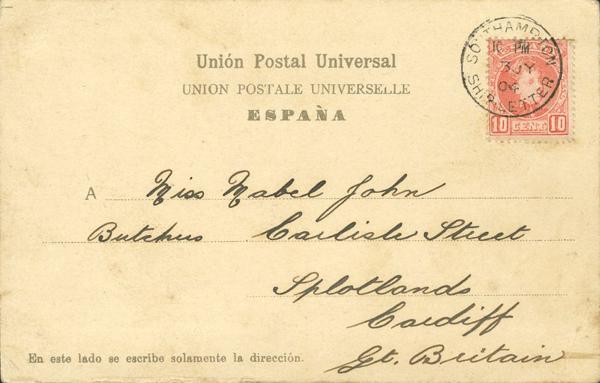 Unión Postal Universal
UNION POSTALE UNIVERSELLE
ESPAÑA
SOUTHAMPTON
10 PM
3 JY
04
SHIP LETTER
10 CENT. 10
A Miss Mabel John
Butchers Carlisle Street
Splotlands
Cardiff
Gt. Britain
En este lado se escribe solamente la dirección.